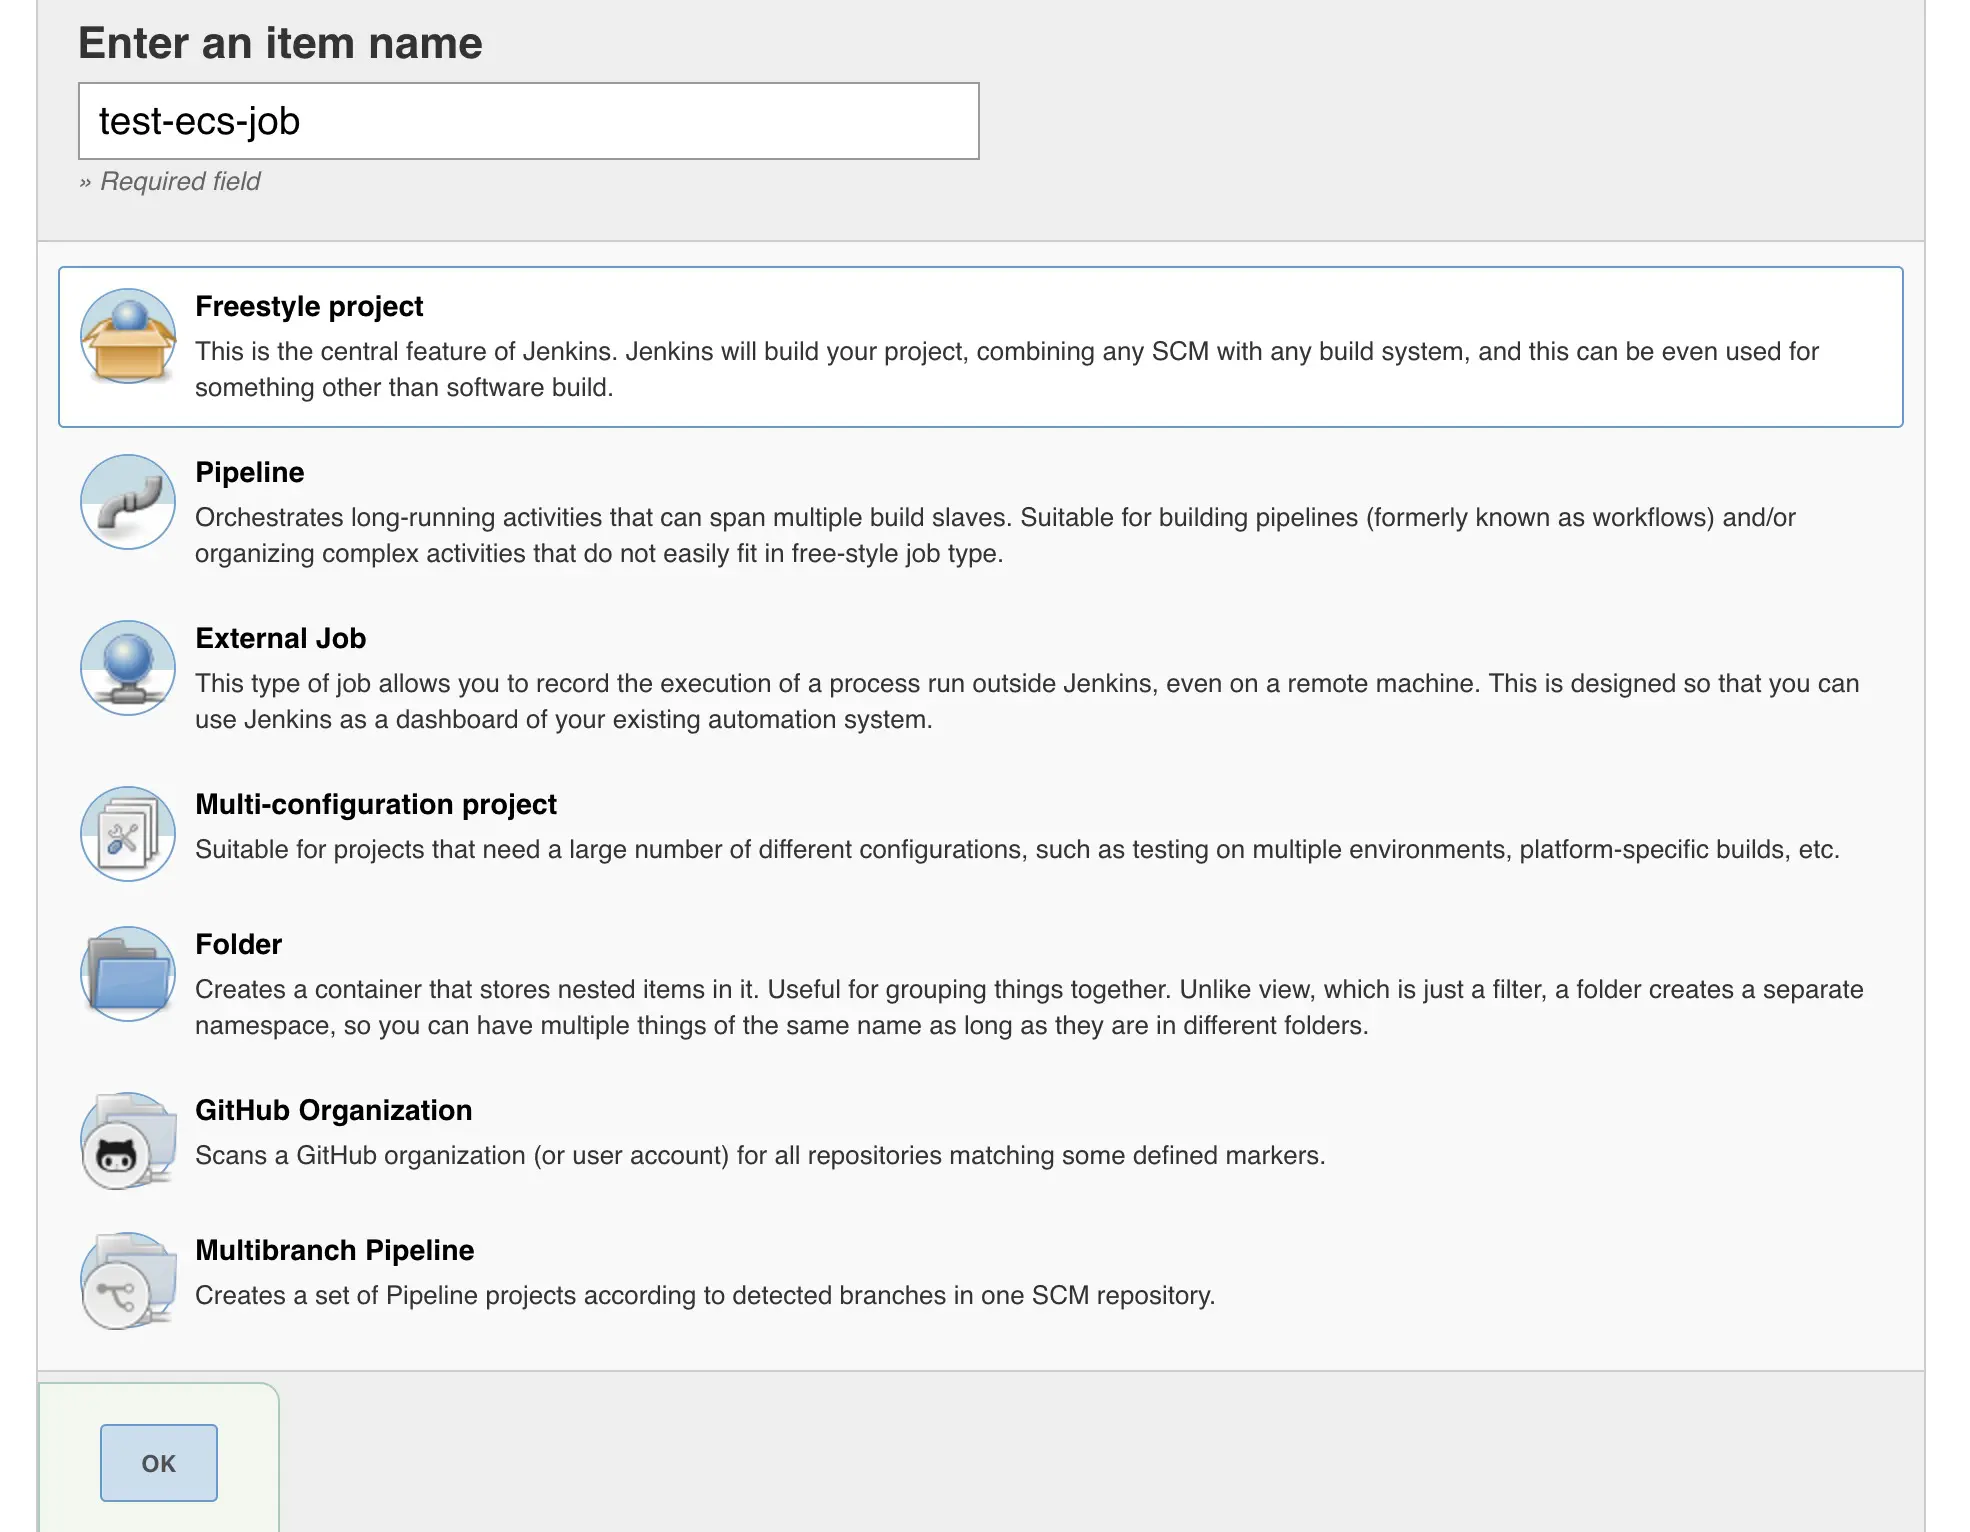 Enter an item name
test-ecs-job
» Required field
Freestyle project
This is the central feature of Jenkins. Jenkins will build your project, combining any SCM with any build system, and this can be even used for
something other than software build.
Pipeline
Orchestrates long-running activities that can span multiple build slaves. Suitable for building pipelines (formerly known as workflows) and/or
organizing complex activities that do not easily fit in free-style job type.
External Job
This type of job allows you to record the execution of a process run outside Jenkins, even on a remote machine. This is designed so that you can
use Jenkins as a dashboard of your existing automation system.
Multi-configuration project
Suitable for projects that need a large number of different configurations, such as testing on multiple environments, platform-specific builds, etc.
Folder
Creates a container that stores nested items in it. Useful for grouping things together. Unlike view, which is just a filter, a folder creates a separate
namespace, so you can have multiple things of the same name as long as they are in different folders.
GitHub Organization
Scans a GitHub organization (or user account) for all repositories matching some defined markers.
Multibranch Pipeline
Creates a set of Pipeline projects according to detected branches in one SCM repository.
OK